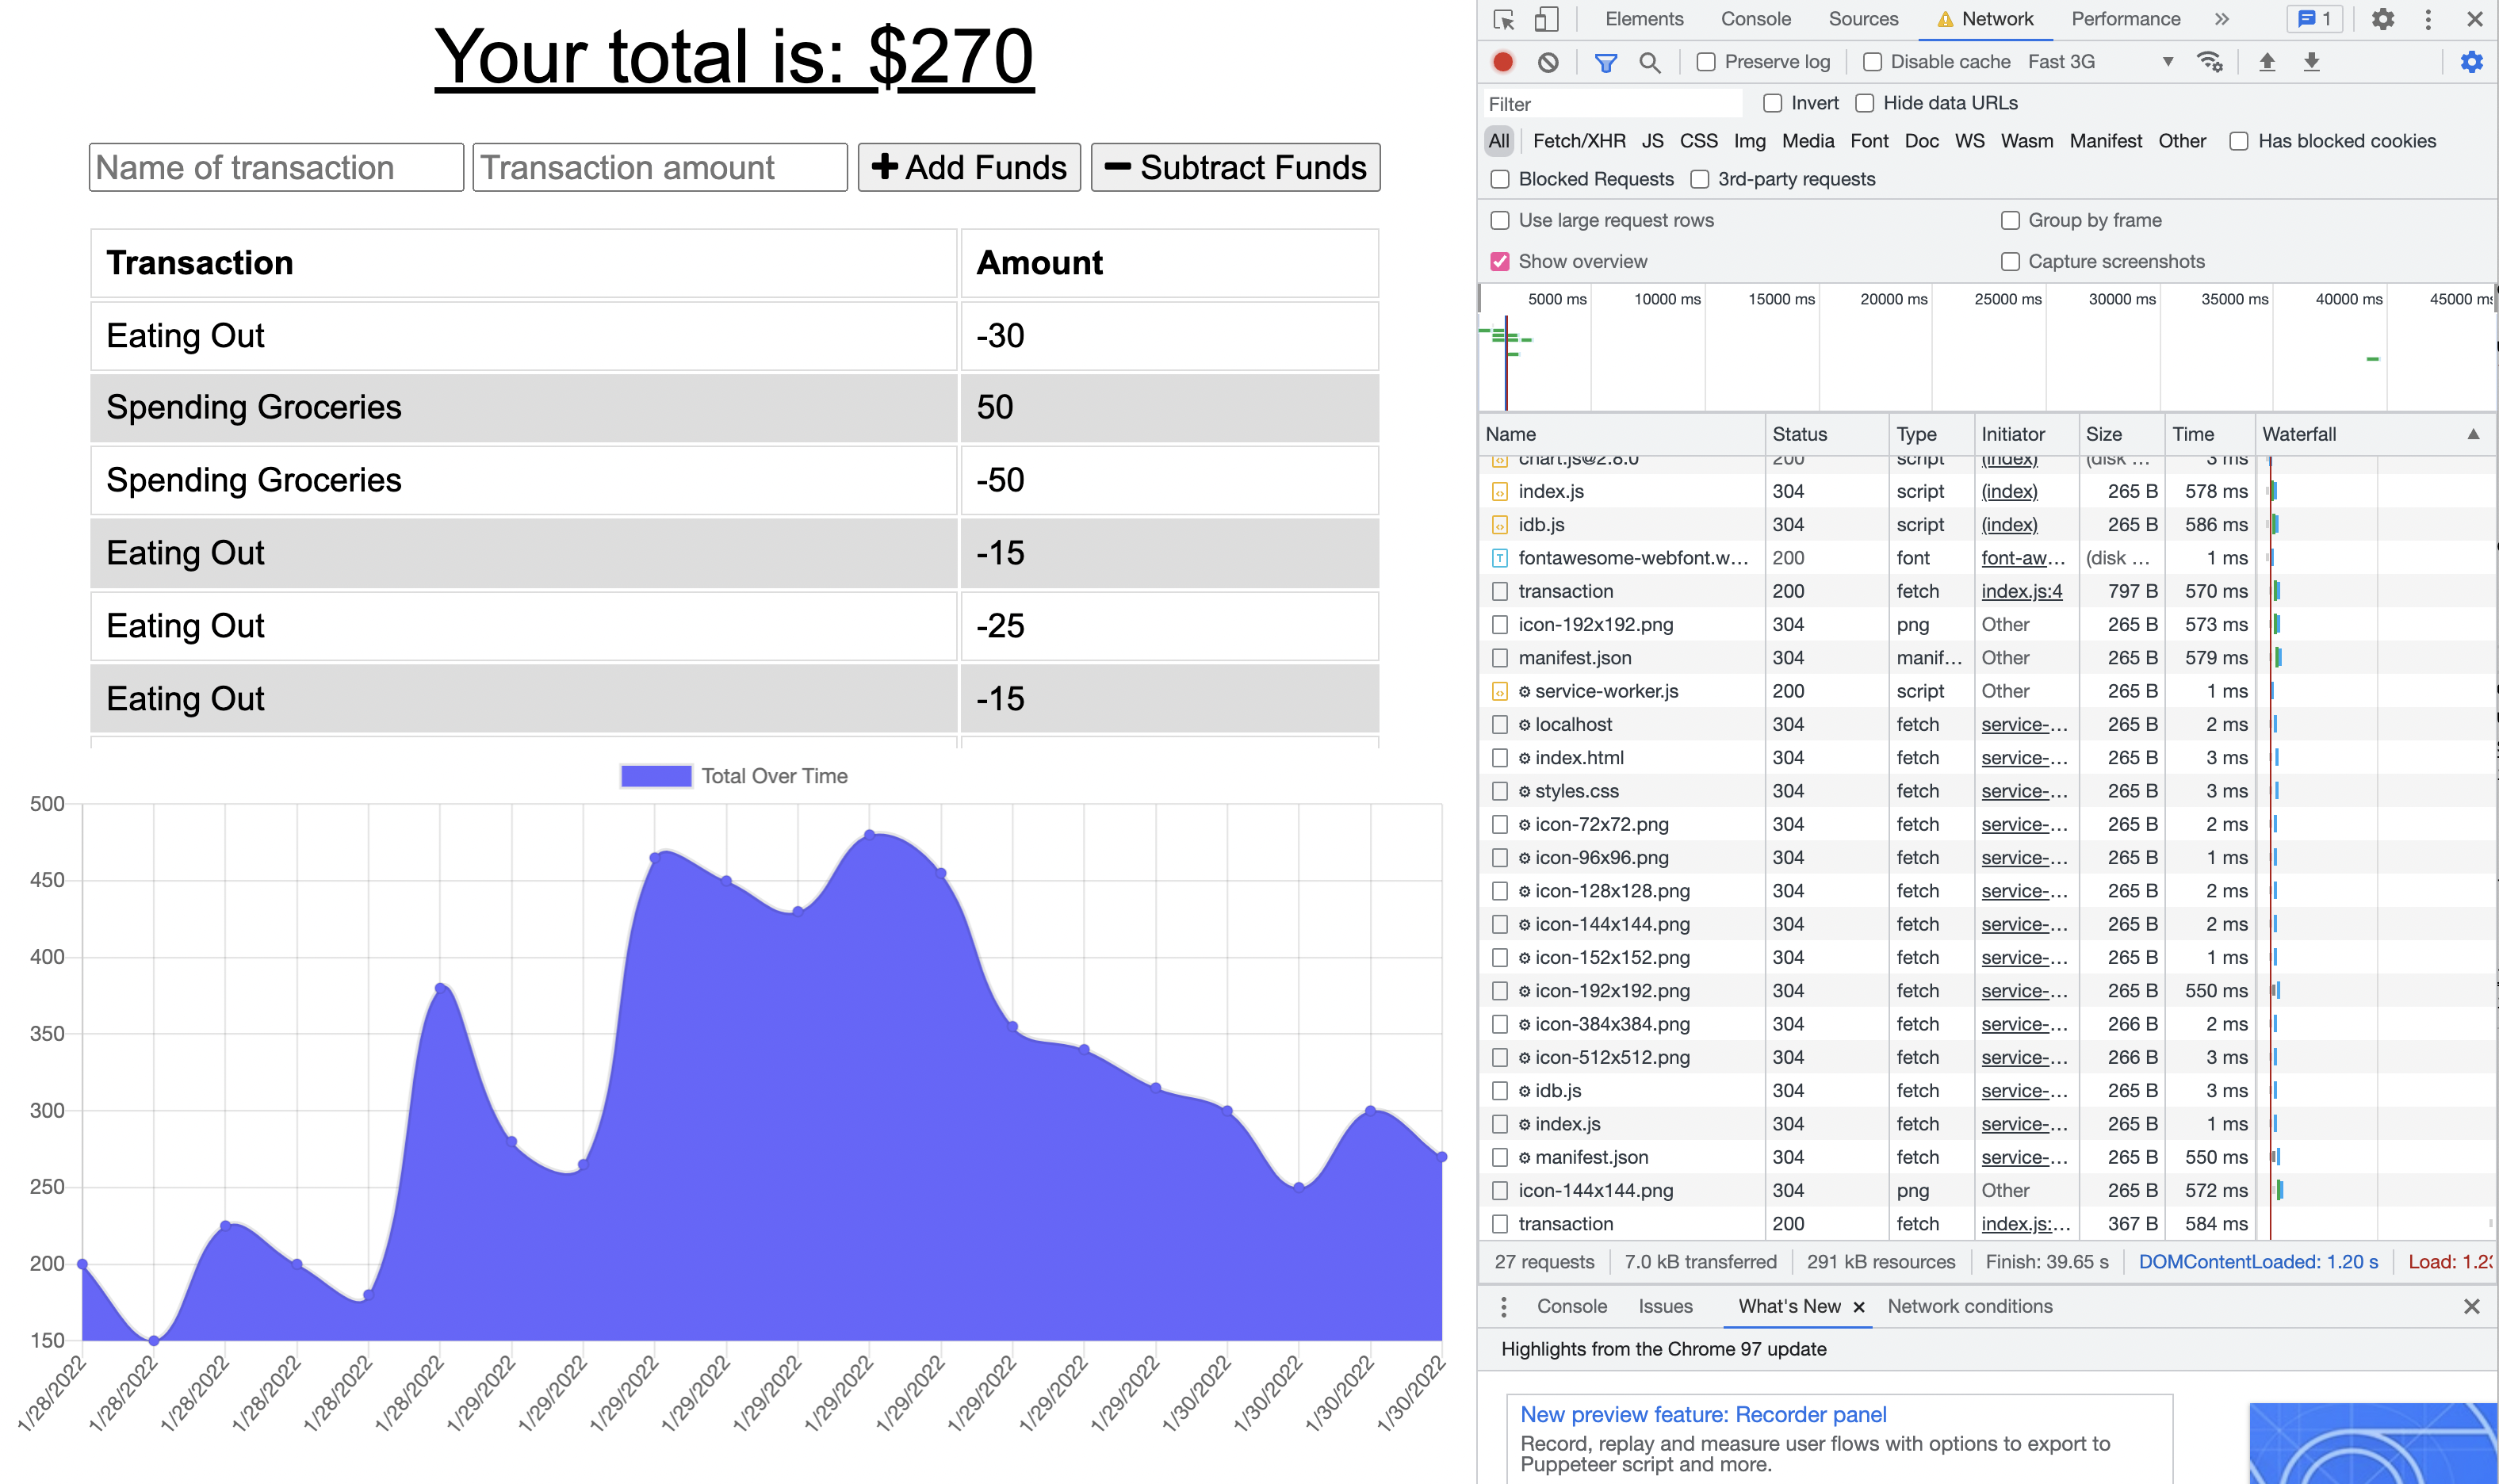 Your total is: $270
Name of transaction Transaction amount Add Funds Subtract Funds
Transaction Amount
Eating Out -30
Spending Groceries 50
Spending Groceries -50
Eating Out -15
Eating Out -25
Eating Out -15
Total Over Time
500
450
400
350
300
250
200
150
1/28/2022 1/28/2022 1/28/2022 1/28/2022 1/28/2022 1/28/2022 1/29/2022 1/29/2022 1/29/2022 1/29/2022 1/29/2022 1/29/2022 1/29/2022 1/29/2022 1/29/2022 1/29/2022 1/30/2022 1/30/2022 1/30/2022 1/30/2022
Elements Console Sources Network Performance 1
Preserve log Disable cache Fast 3G
Filter Invert Hide data URLs
All Fetch/XHR JS CSS Img Media Font Doc WS Wasm Manifest Other Has blocked cookies
Blocked Requests 3rd-party requests
Use large request rows Group by frame
Show overview Capture screenshots
5000 ms 10000 ms 15000 ms 20000 ms 25000 ms 30000 ms 35000 ms 40000 ms 45000 ms
Name Status Type Initiator Size Time Waterfall
chart.js@2.8.0 200 script (index) (disk ... 3 ms
index.js 304 script (index) 265 B 578 ms
idb.js 304 script (index) 265 B 586 ms
fontawesome-webfont.w... 200 font font-aw... (disk ... 1 ms
transaction 200 fetch index.js:4 797 B 570 ms
icon-192x192.png 304 png Other 265 B 573 ms
manifest.json 304 manif... Other 265 B 579 ms
service-worker.js 200 script Other 265 B 1 ms
localhost 304 fetch service-... 265 B 2 ms
index.html 304 fetch service-... 265 B 3 ms
styles.css 304 fetch service-... 265 B 3 ms
icon-72x72.png 304 fetch service-... 265 B 2 ms
icon-96x96.png 304 fetch service-... 265 B 1 ms
icon-128x128.png 304 fetch service-... 265 B 2 ms
icon-144x144.png 304 fetch service-... 265 B 2 ms
icon-152x152.png 304 fetch service-... 265 B 1 ms
icon-192x192.png 304 fetch service-... 265 B 550 ms
icon-384x384.png 304 fetch service-... 266 B 2 ms
icon-512x512.png 304 fetch service-... 266 B 3 ms
idb.js 304 fetch service-... 265 B 3 ms
index.js 304 fetch service-... 265 B 1 ms
manifest.json 304 fetch service-... 265 B 550 ms
icon-144x144.png 304 png Other 265 B 572 ms
transaction 200 fetch index.js:... 367 B 584 ms
27 requests 7.0 kB transferred 291 kB resources Finish: 39.65 s DOMContentLoaded: 1.20 s Load: 1.2
Console Issues What's New Network conditions
Highlights from the Chrome 97 update
New preview feature: Recorder panel
Record, replay and measure user flows with options to export to
Puppeteer script and more.